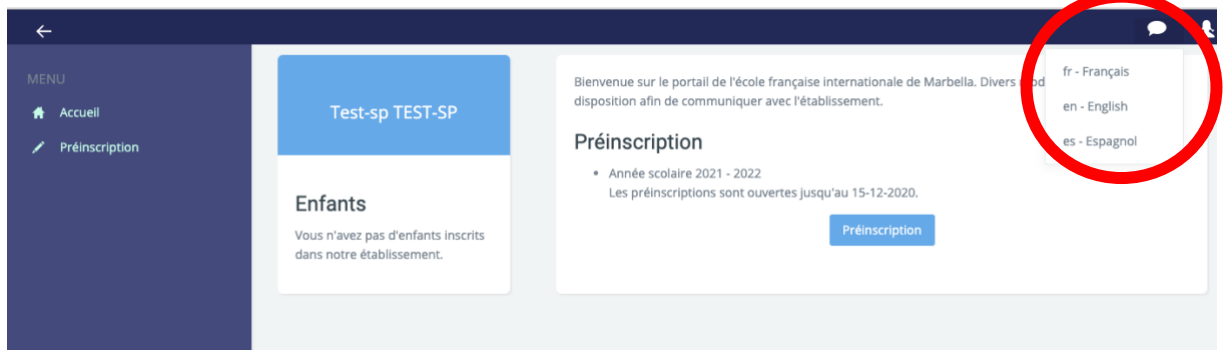 MENU
Accueil
Préinscription
Test-sp TEST-SP
Enfants
Vous n'avez pas d'enfants inscrits
dans notre établissement.
Bienvenue sur le portail de l'école française internationale de Marbella. Divers
disposition afin de communiquer avec l'établissement.
Préinscription
Année scolaire 2021 - 2022
Les préinscriptions sont ouvertes jusqu'au 15-12-2020.
Préinscription
fr - Français
en - English
es - Espagnol